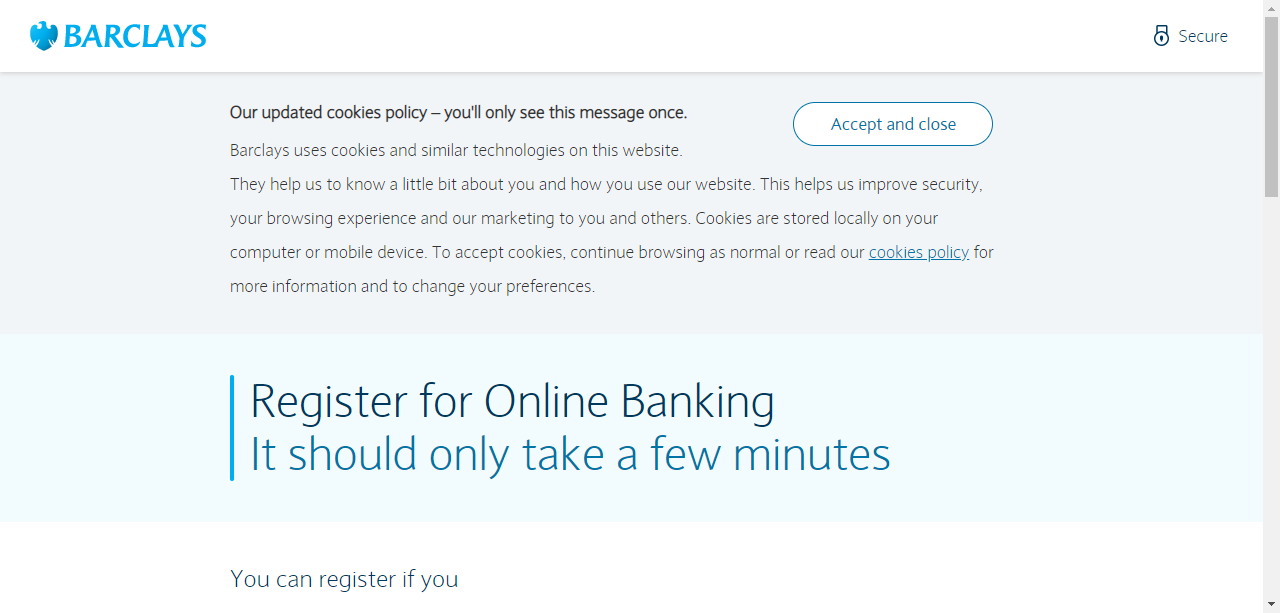 BARCLAYS
Secure
Our updated cookies policy – you'll only see this message once.
Accept and close
Barclays uses cookies and similar technologies on this website.
They help us to know a little bit about you and how you use our website. This helps us improve security,
your browsing experience and our marketing to you and others. Cookies are stored locally on your
computer or mobile device. To accept cookies, continue browsing as normal or read our cookies policy for
more information and to change your preferences.
Register for Online Banking
It should only take a few minutes
You can register if you